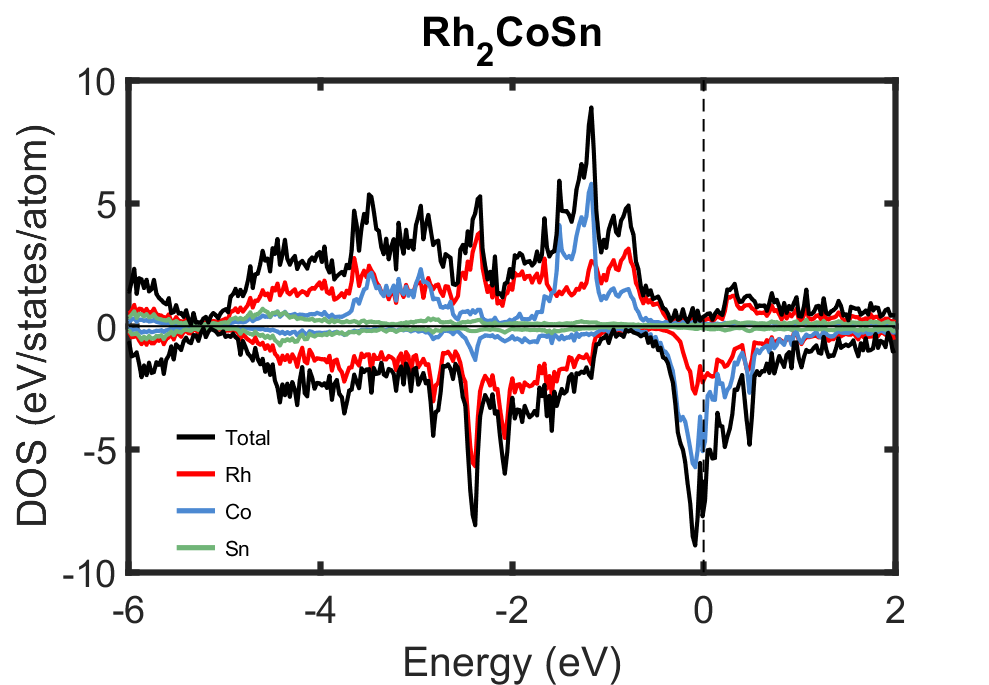 Rh₂CoSn
10
5
0
-5
-10
DOS (eV/states/atom)
Total
Rh
Co
Sn
-6 -4 -2 0 2
Energy (eV)